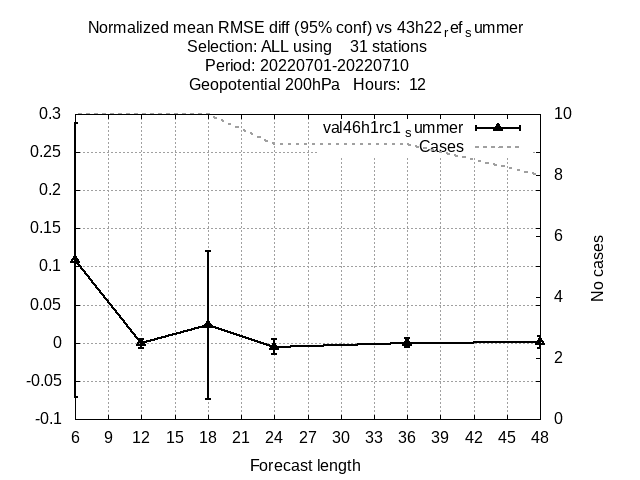 Normalized mean RMSE diff (95% conf) vs 43h22ref summer
Selection: ALL using 31 stations
Period: 20220701-20220710
Geopotential 200hPa Hours: 12
val46h1rc1summer
Cases
0.3
0.25
0.2
0.15
0.1
0.05
0
-0.05
-0.1
10
8
6
4
2
0
No cases
6 9 12 15 18 21 24 27 30 33 36 39 42 45 48
Forecast length